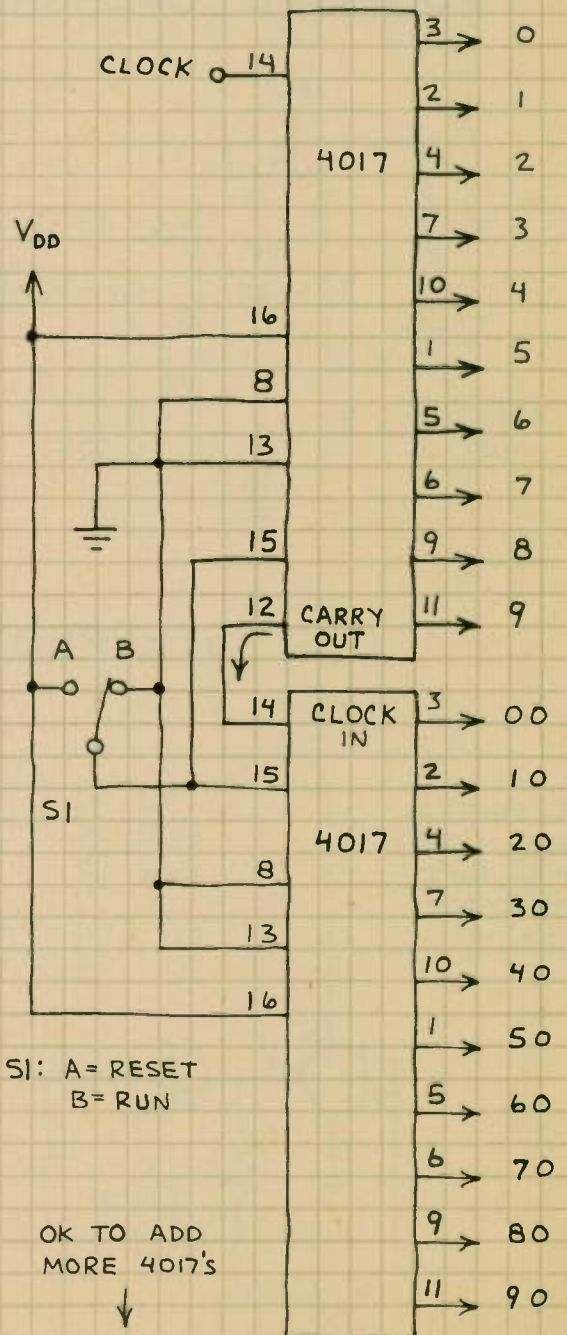 3 0
CLOCK 14
2 1
4017 4 2
7 3
VDD
10 4
16
1 5
8
5 6
13
6 7
15 9 8
12 CARRY OUT 11 9
A B
14 CLOCK IN 3 00
15 2 10
S1
4017 4 20
8
7 30
13
10 40
16
1 50
S1: A = RESET
B = RUN
5 60
6 70
OK TO ADD
MORE 4017's
9 80
11 90